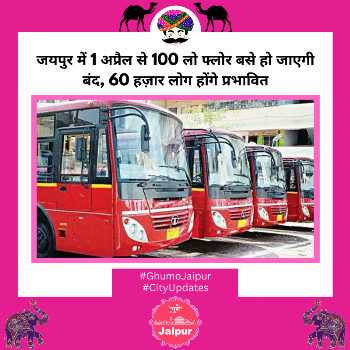 जयपुर में 1 अप्रैल से 100 लो फ्लोर बसे हो जाएगी
बंद, 60 हज़ार लोग होंगे प्रभावित
#GhumoJaipur
#CityUpdates
Jaipur